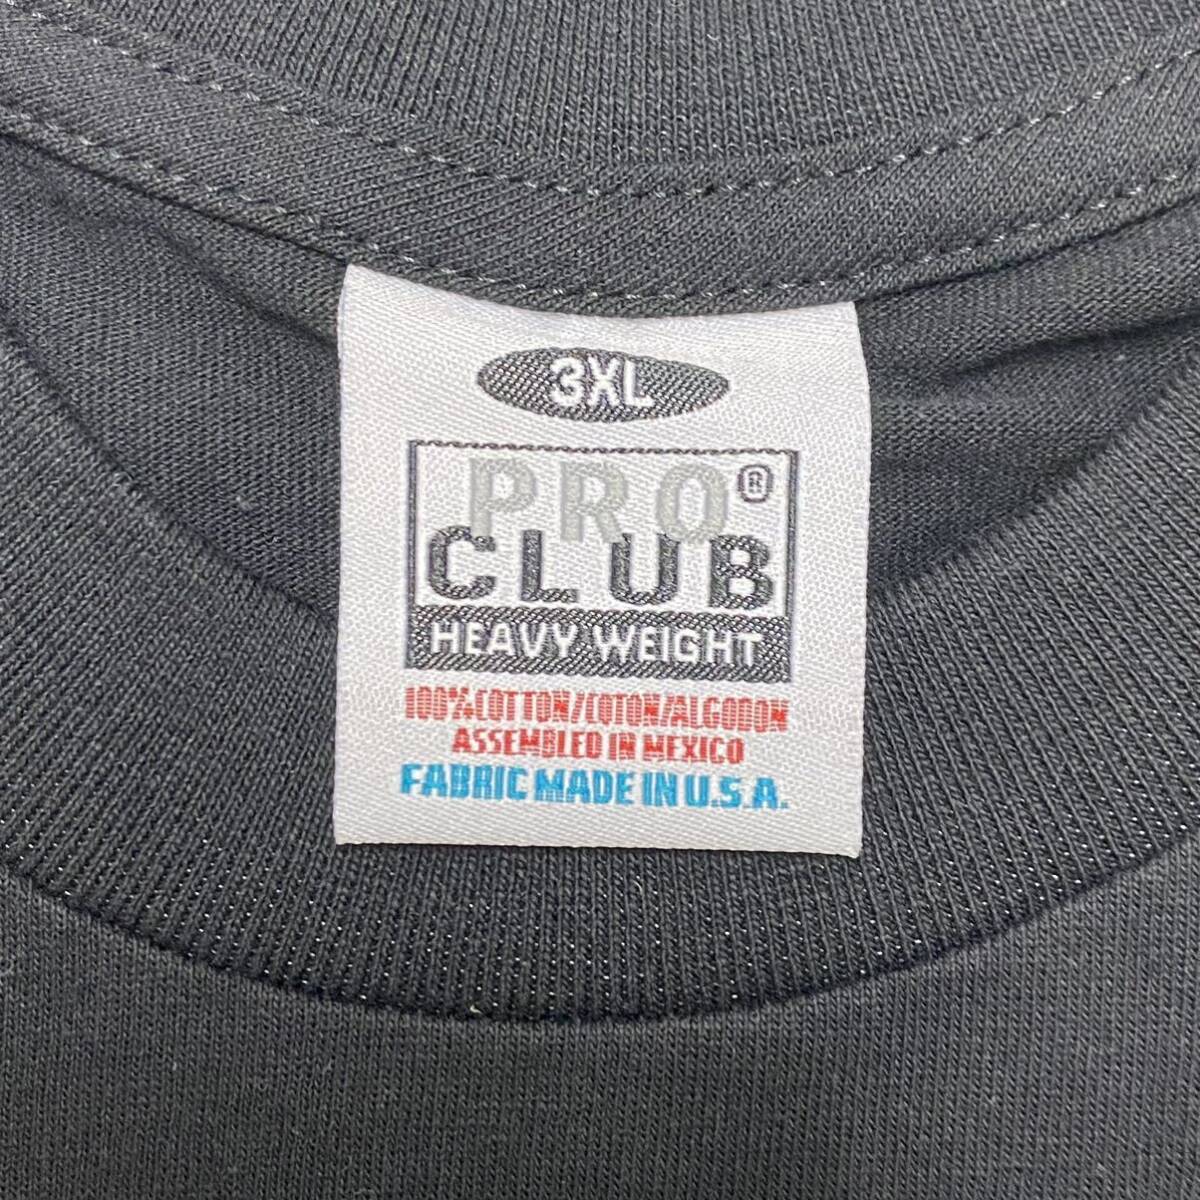 3XL
PRO®
CLUB
HEAVY WEIGHT
100% COTTON/COTON/ALGODON
ASSEMBLED IN MEXICO
FABRIC MADE IN U.S.A.